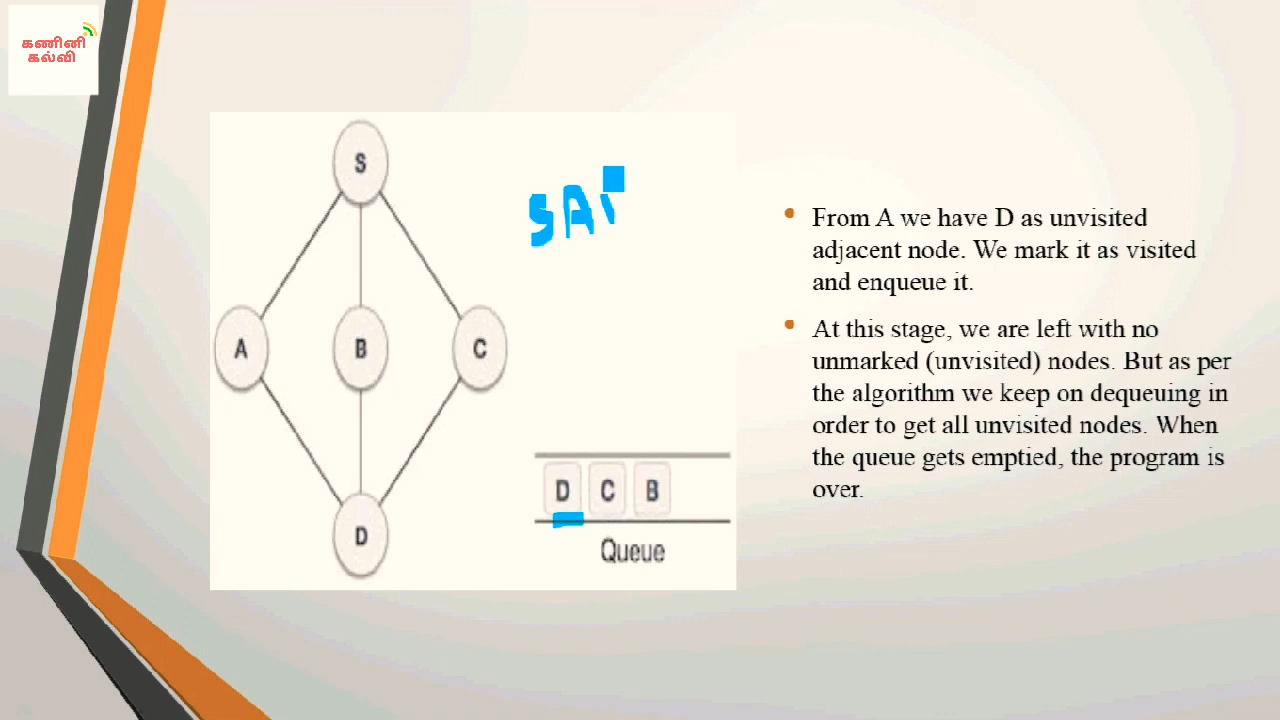 கணினி
கல்வி
S
SA
A
B
C
D
D C B
Queue
From A we have D as unvisited
adjacent node. We mark it as visited
and enqueue it.
At this stage, we are left with no
unmarked (unvisited) nodes. But as per
the algorithm we keep on dequeuing in
order to get all unvisited nodes. When
the queue gets emptied, the program is
over.